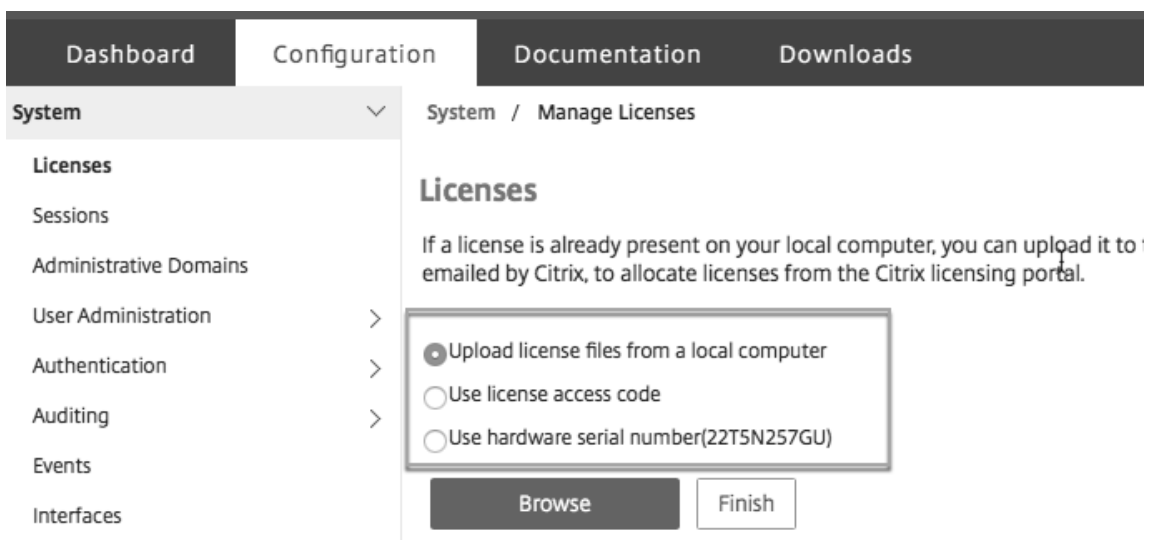 Dashboard Configuration Documentation Downloads
System
Licenses
Sessions
Administrative Domains
User Administration
Authentication
Auditing
Events
Interfaces
System / Manage Licenses
Licenses
If a license is already present on your local computer, you can upload it to
emailed by Citrix, to allocate licenses from the Citrix licensing portal.
Upload license files from a local computer
Use license access code
Use hardware serial number(22T5N257GU)
Browse Finish